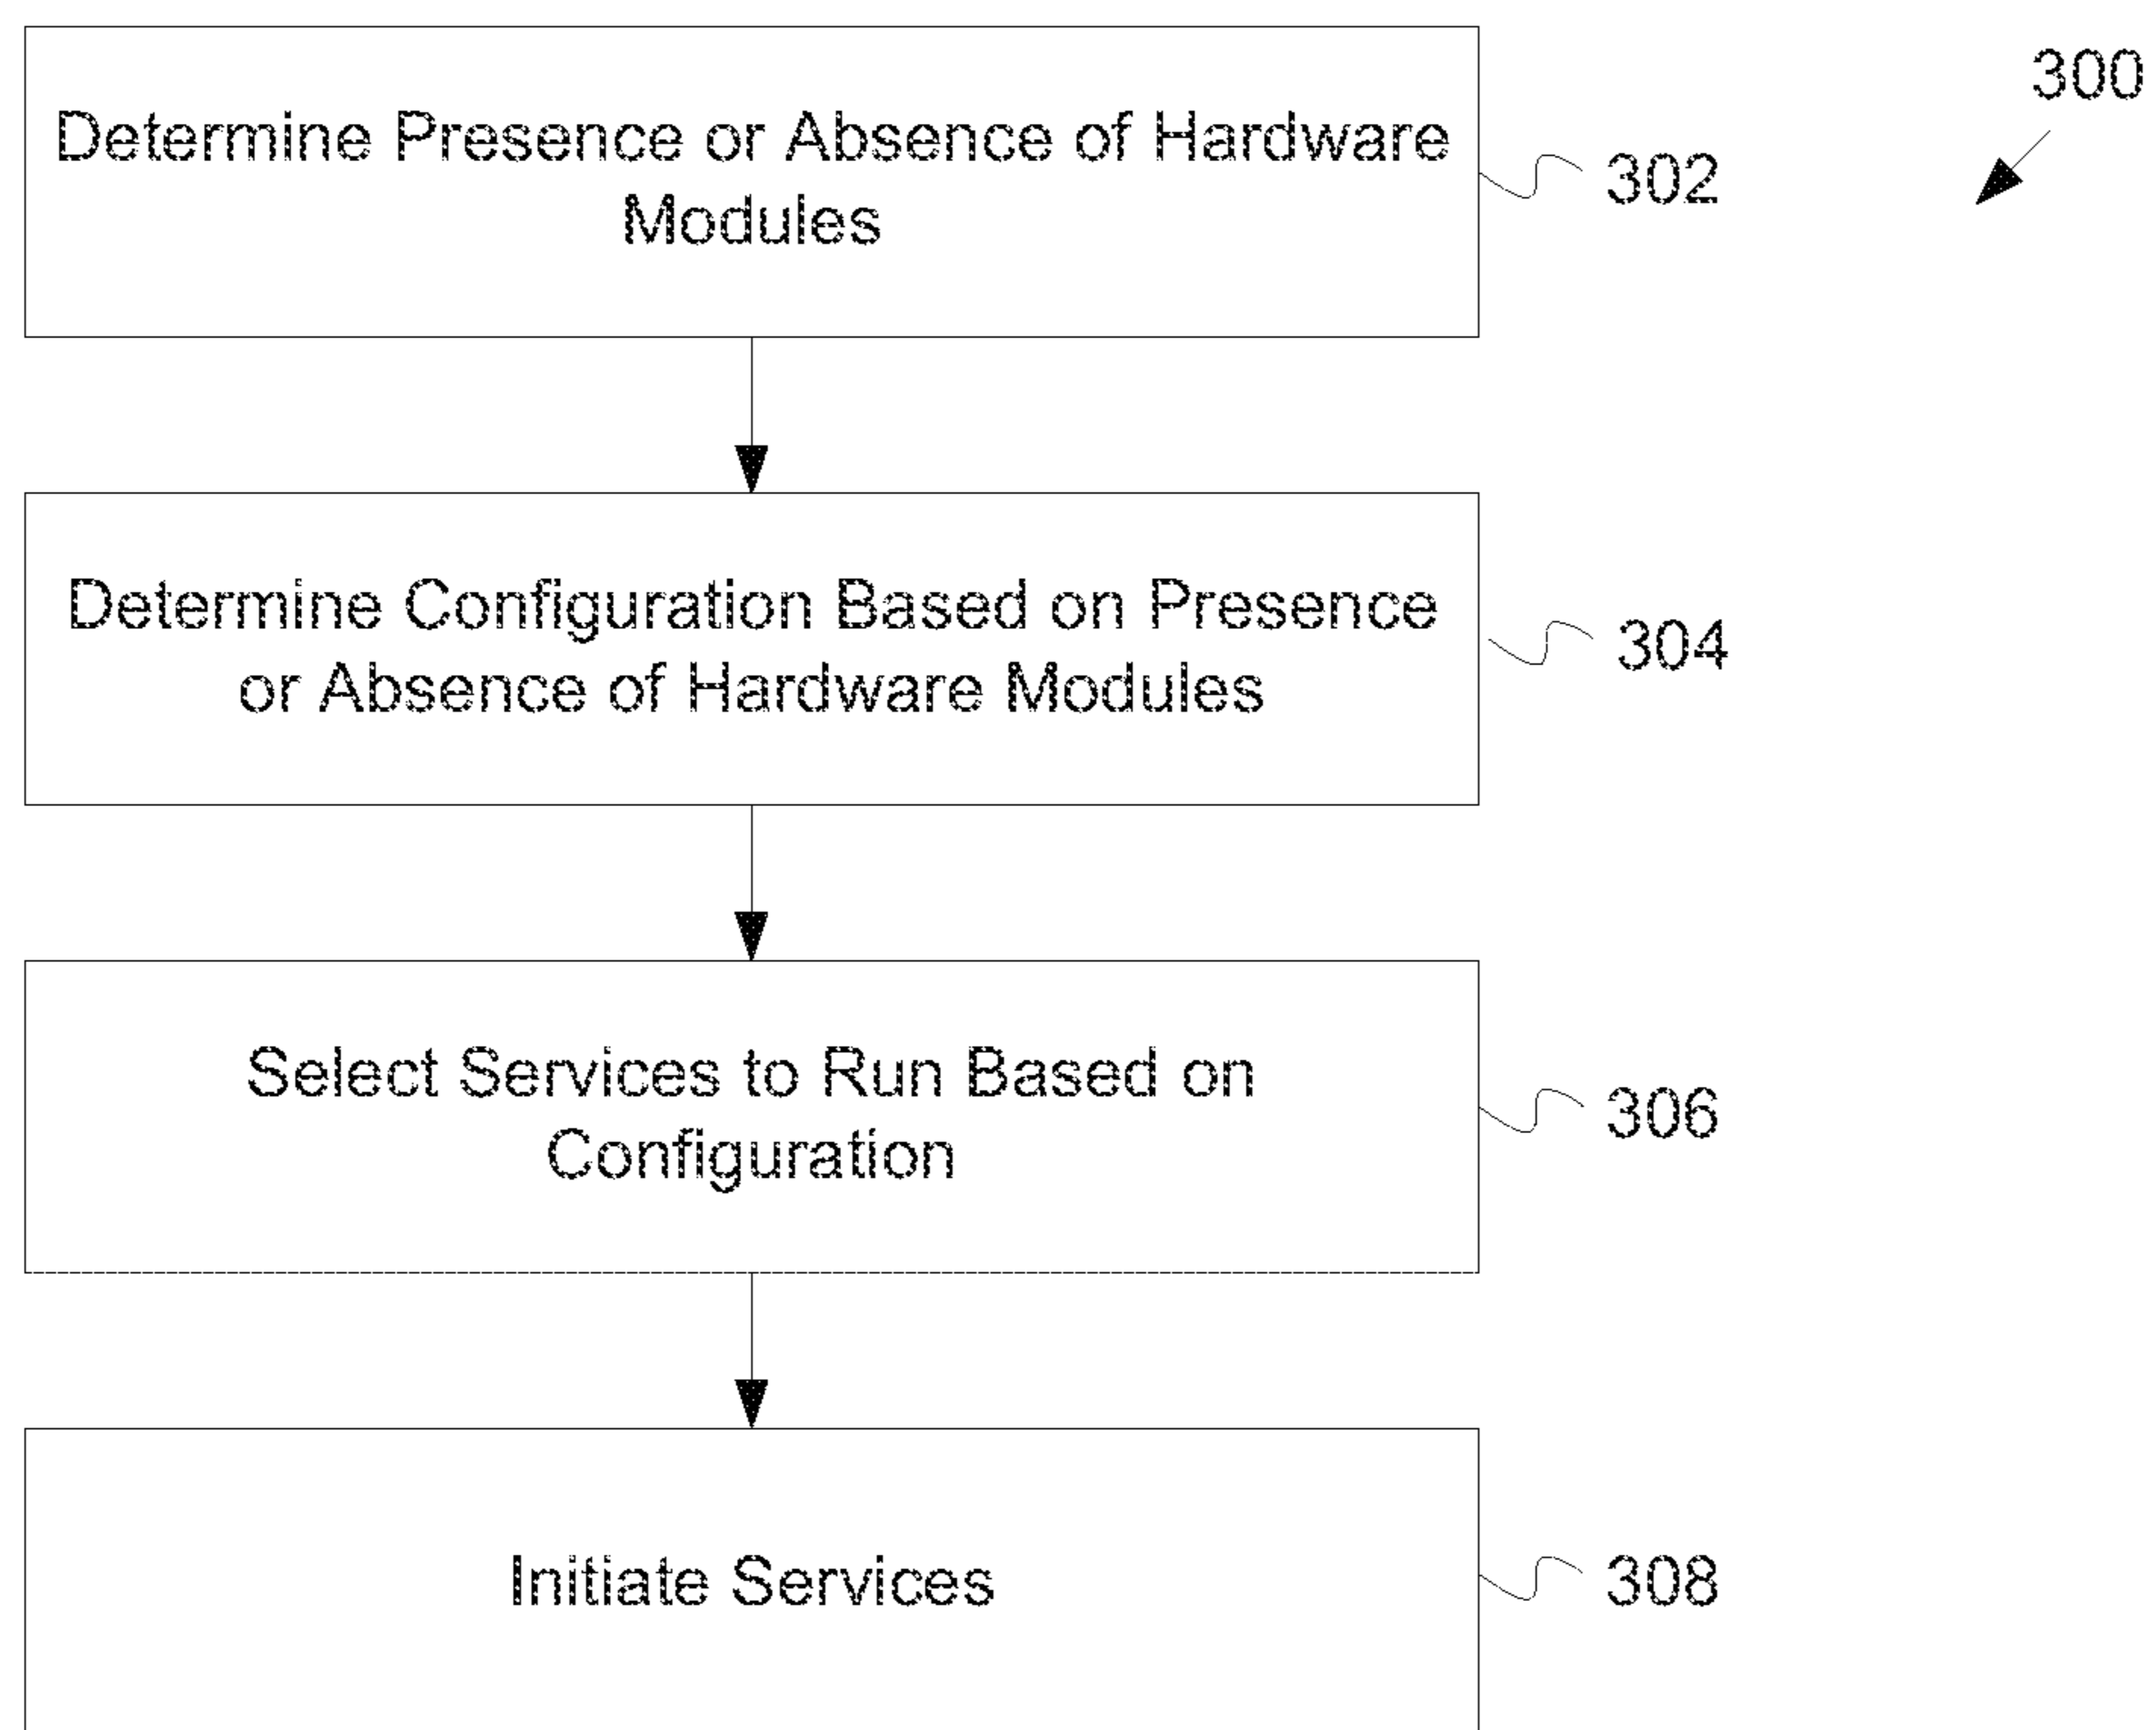 300
Determine Presence or Absence of Hardware
Modules
302
Determine Configuration Based on Presence
or Absence of Hardware Modules
304
Select Services to Run Based on
Configuration
306
Initiate Services
308